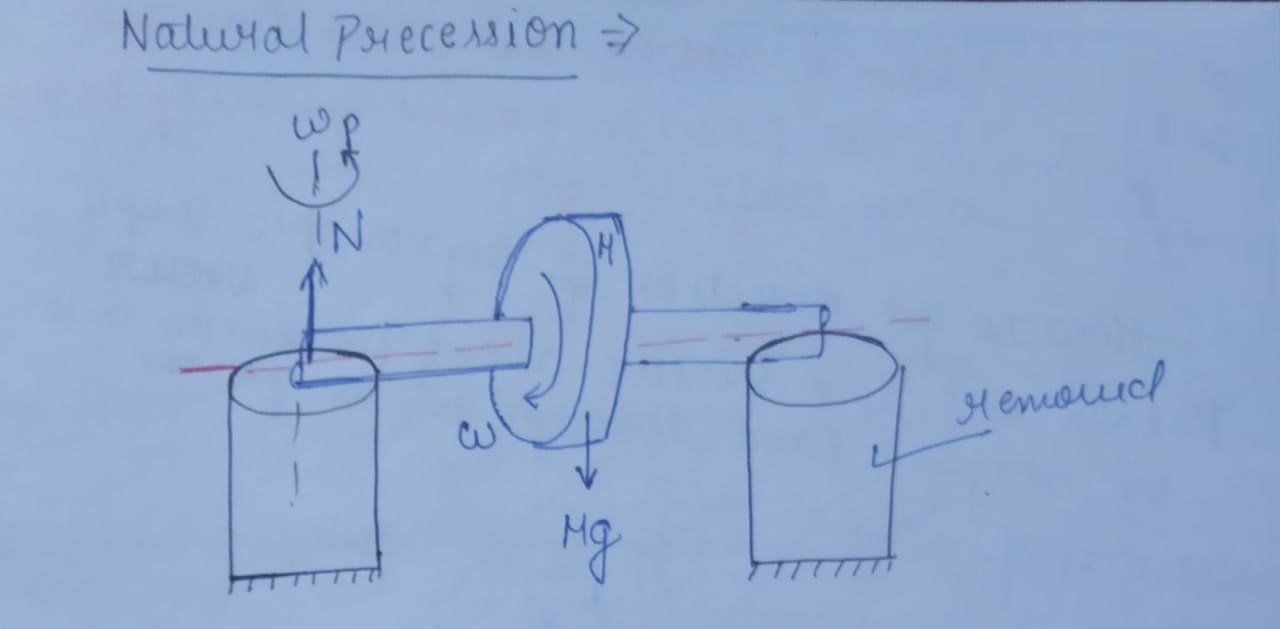 Natural Precession ⇒
ωp
N
M
ω
removed
Mg